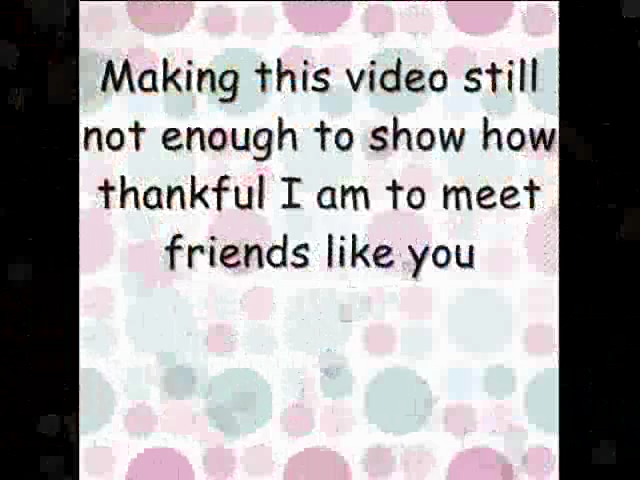 Making this video still
not enough to show how
thankful I am to meet
friends like you